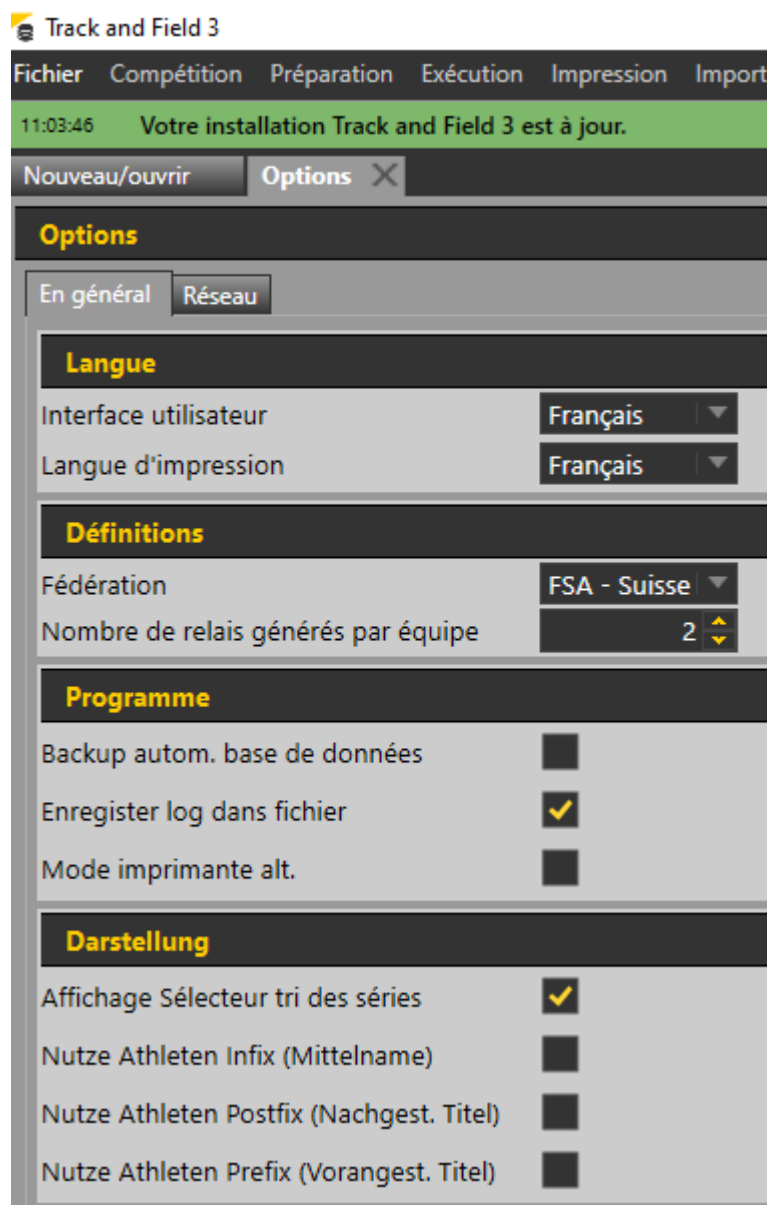 Track and Field 3
Fichier Compétition Préparation Exécution Impression Import
11:03:46 Votre installation Track and Field 3 est à jour.
Nouveau/ouvrir Options
Options
En général Réseau
Langue
Interface utilisateur Français
Langue d'impression Français
Définitions
Fédération FSA - Suisse
Nombre de relais générés par équipe 2
Programme
Backup autom. base de données
Enregister log dans fichier
Mode imprimante alt.
Darstellung
Affichage Sélecteur tri des séries
Nutze Athleten Infix (Mittelname)
Nutze Athleten Postfix (Nachgest. Titel)
Nutze Athleten Prefix (Vorangest. Titel)